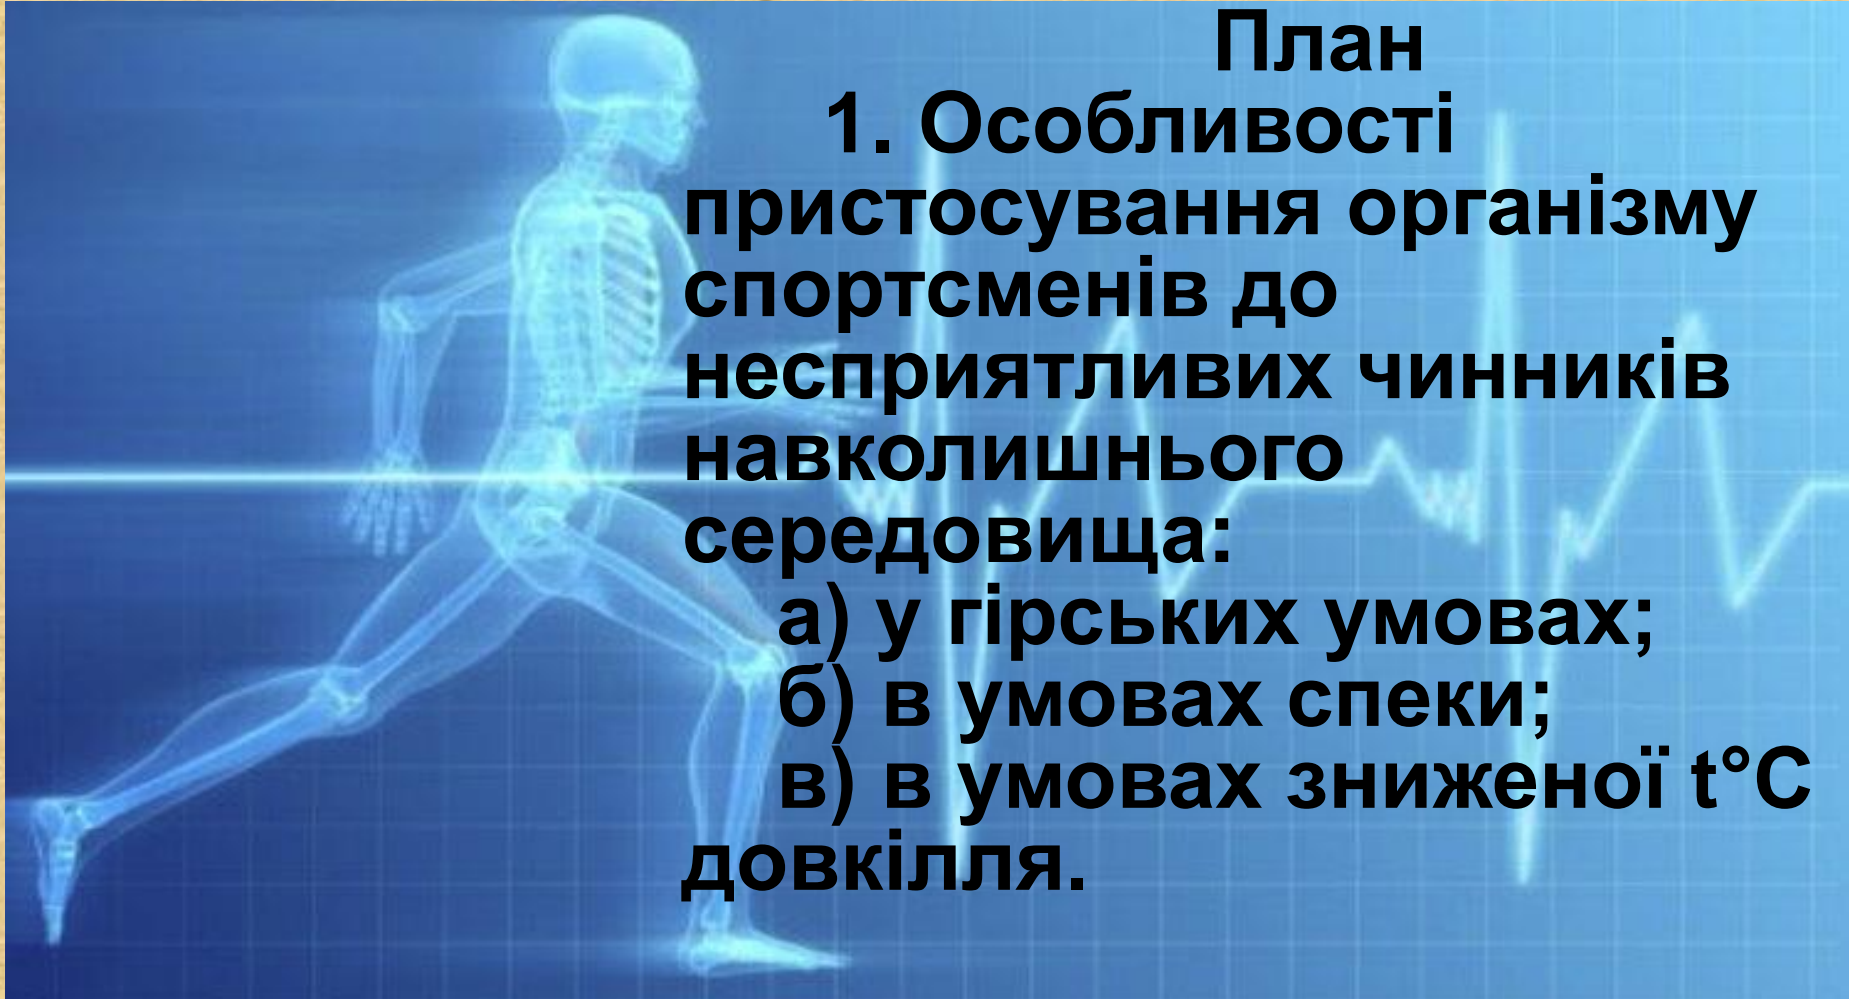 План
1. Особливості
пристосування організму
спортсменів до
несприятливих чинників
навколишнього
середовища:
а) у гірських умовах;
б) в умовах спеки;
в) в умовах зниженої t°С
довкілля.